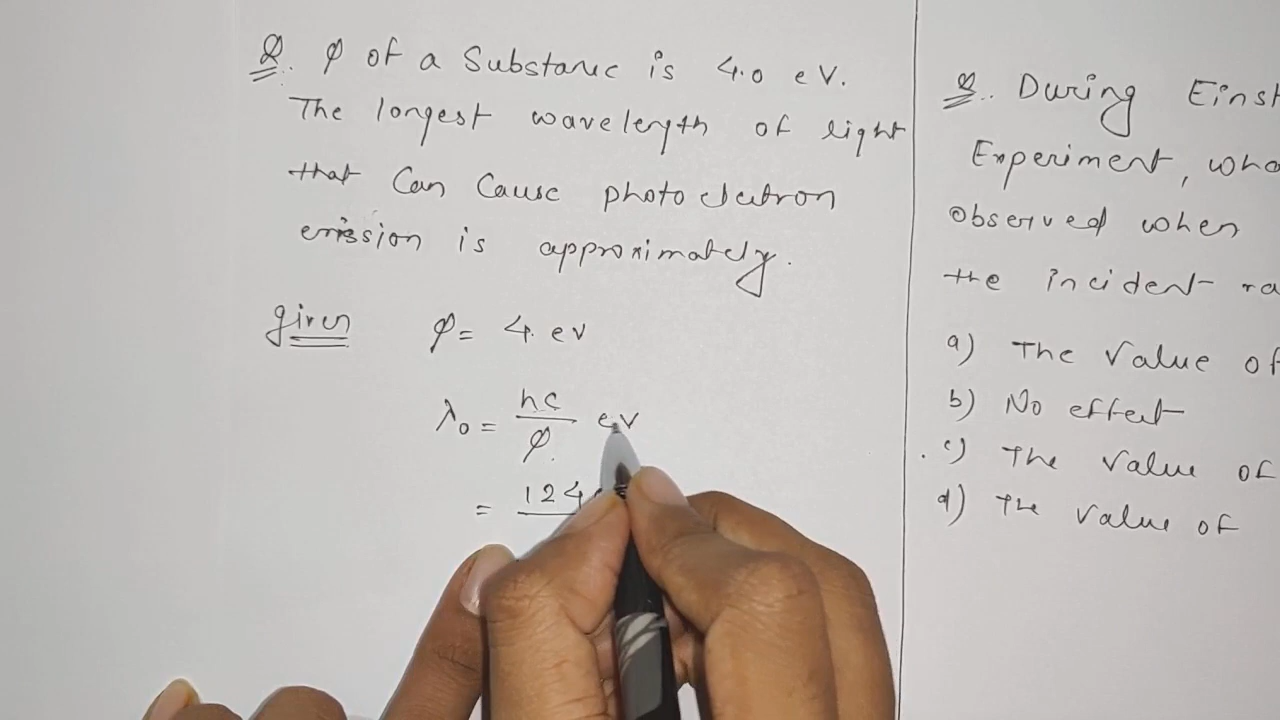 Q. φ of a Substance is 4.0 eV.
The longest wavelength of light
that Can Cause photo electron
emission is approximately.
given φ = 4. ev
λ₀ = hc / φ. ev
= 124
Q.. During Einst
Experiment, wha
Observed when
the incident ra
a) The Value of
b) No effect
c) The Value of
d) The Value of